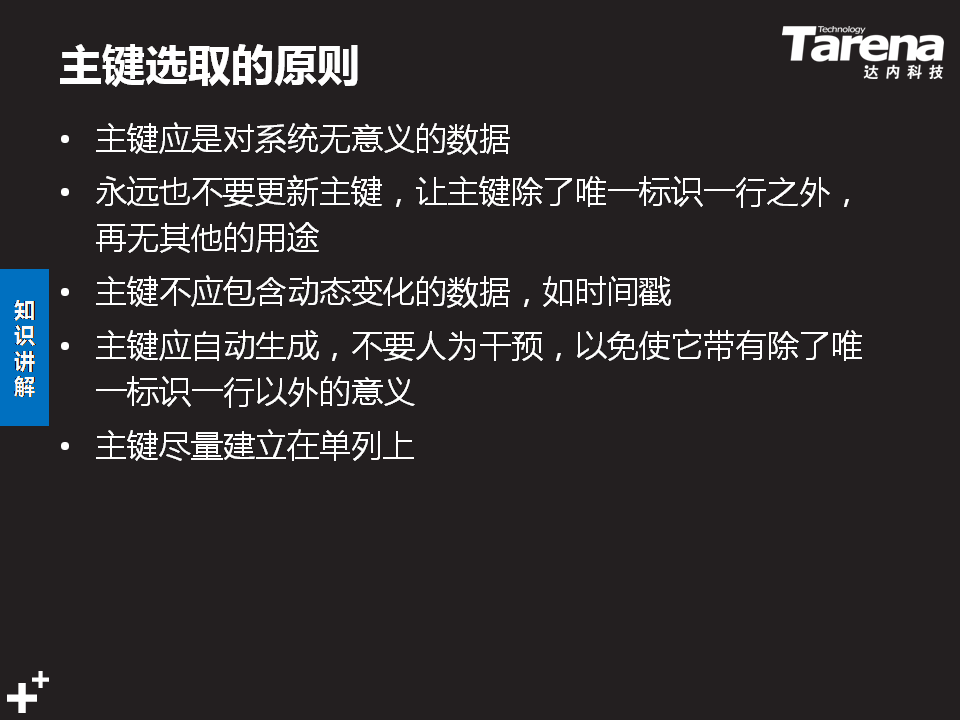 主键选取的原则
Technology
Tarena
达内科技
• 主键应是对系统无意义的数据
• 永远也不要更新主键，让主键除了唯一标识一行之外，
再无其他的用途
• 主键不应包含动态变化的数据，如时间戳
• 主键应自动生成，不要人为干预，以免使它带有除了唯
一标识一行以外的意义
• 主键尽量建立在单列上
知
识
讲
解